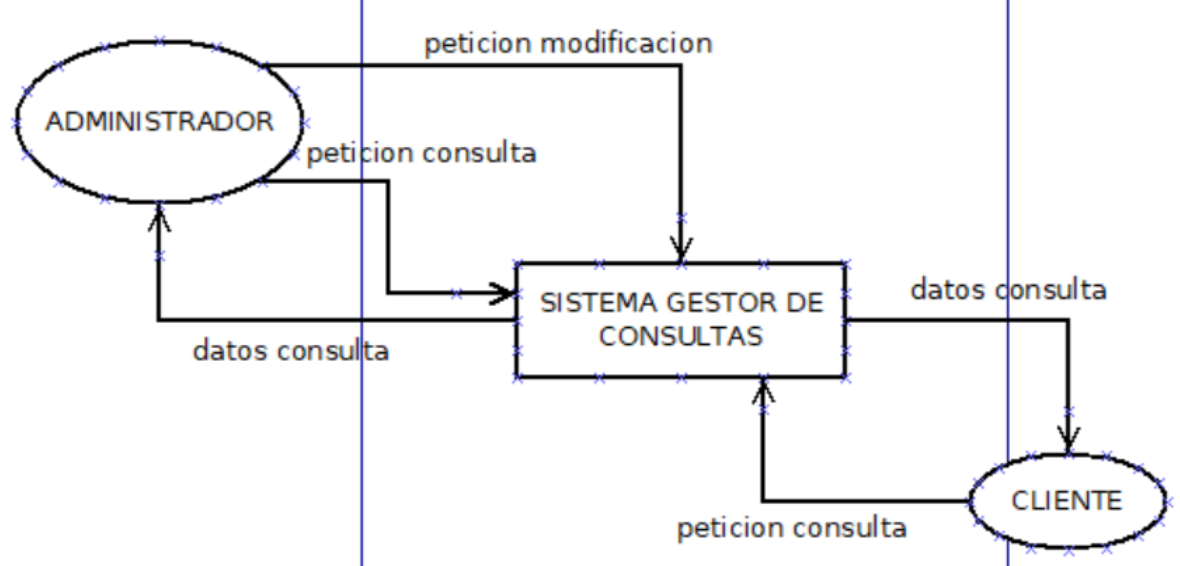 peticion modificacion
ADMINISTRADOR
peticion consulta
SISTEMA GESTOR DE
CONSULTAS
datos consulta
datos consulta
CLIENTE
peticion consulta